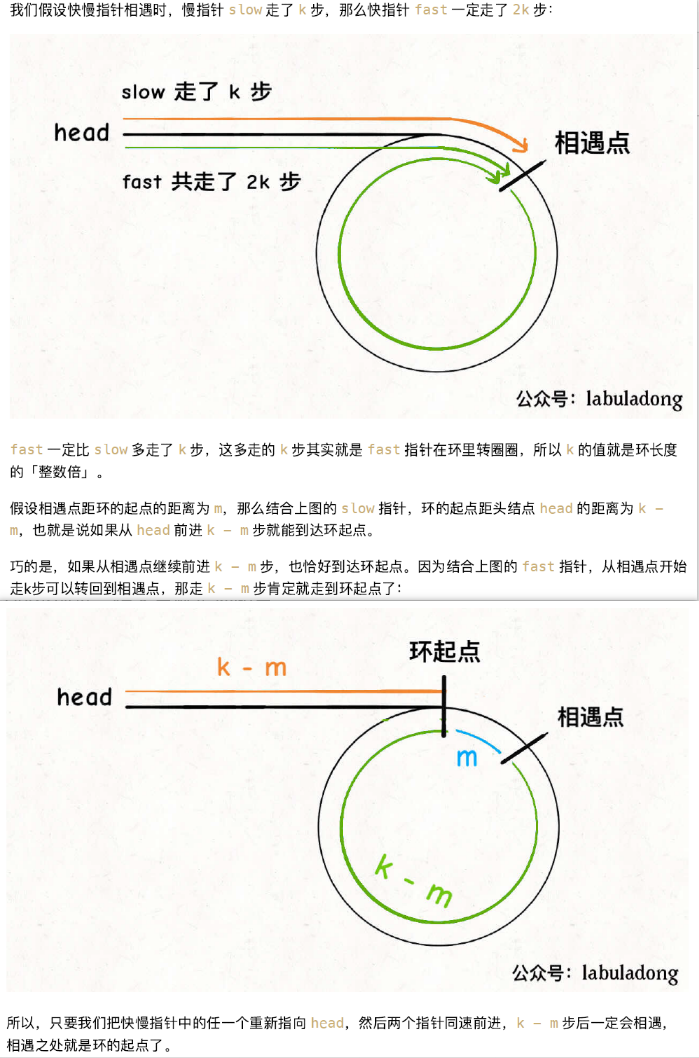 我们假设快慢指针相遇时，慢指针 slow 走了 k 步，那么快指针 fast 一定走了 2k 步：
slow 走了 k 步
head
相遇点
fast 共走了 2k 步
公众号：labuladong
fast 一定比 slow 多走了 k 步，这多走的 k 步其实就是 fast 指针在环里转圈圈，所以 k 的值就是环长度
的「整数倍」。
假设相遇点距环的起点的距离为 m，那么结合上图的 slow 指针，环的起点距头结点 head 的距离为 k -
m，也就是说如果从 head 前进 k - m 步就能到达环起点。
巧的是，如果从相遇点继续前进 k - m 步，也恰好到达环起点。因为结合上图的 fast 指针，从相遇点开始
走k步可以转回到相遇点，那走 k - m 步肯定就走到环起点了：
环起点
k - m
head
相遇点
m
k - m
公众号：labuladong
所以，只要我们把快慢指针中的任一个重新指向 head，然后两个指针同速前进，k - m 步后一定会相遇，
相遇之处就是环的起点了。